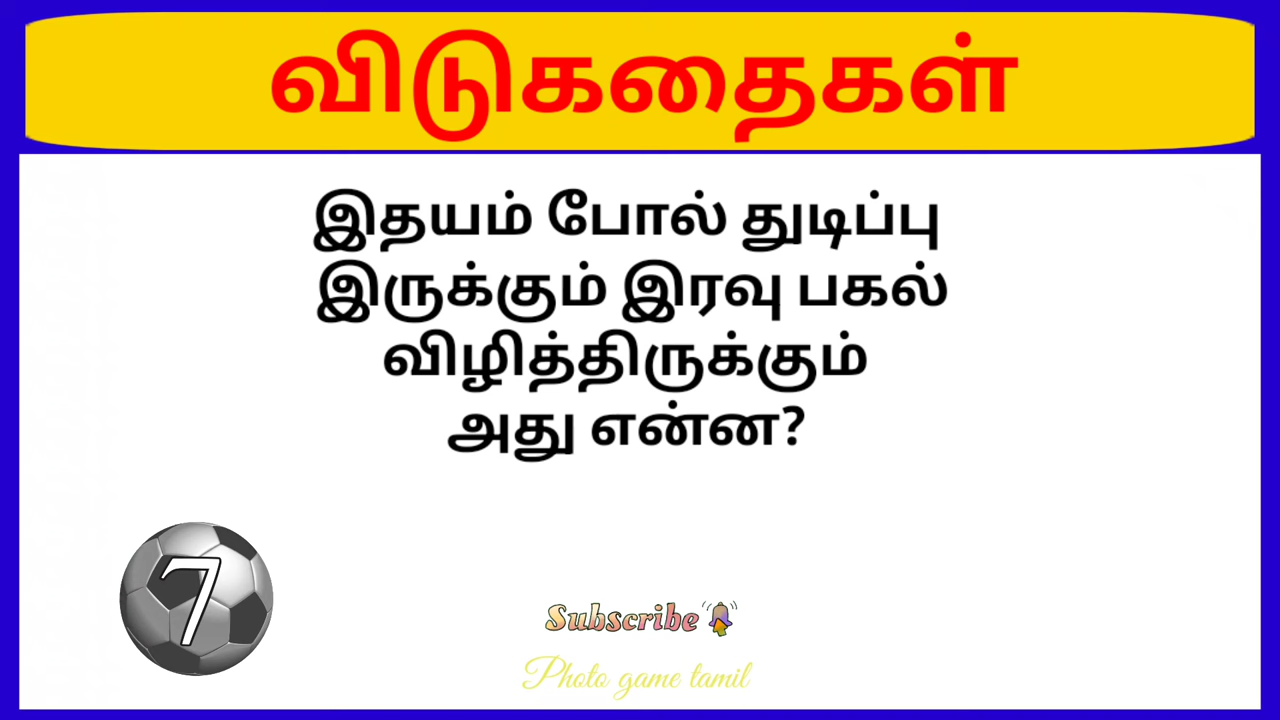 விடுகதைகள்
இதயம் போல் துடிப்பு
இருக்கும் இரவு பகல்
விழித்திருக்கும்
அது என்ன?
7
Subscribe
Photo game tamil